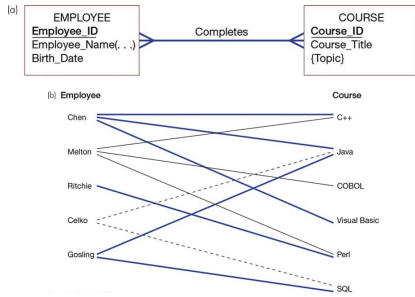 (a)
EMPLOYEE
Employee_ID
Employee_Name(. . .)
Birth_Date
Completes
COURSE
Course_ID
Course_Title
{Topic}
(b) Employee Course
Chen C++
Melton Java
Ritchie COBOL
Celko Visual Basic
Gosling Perl
SQL